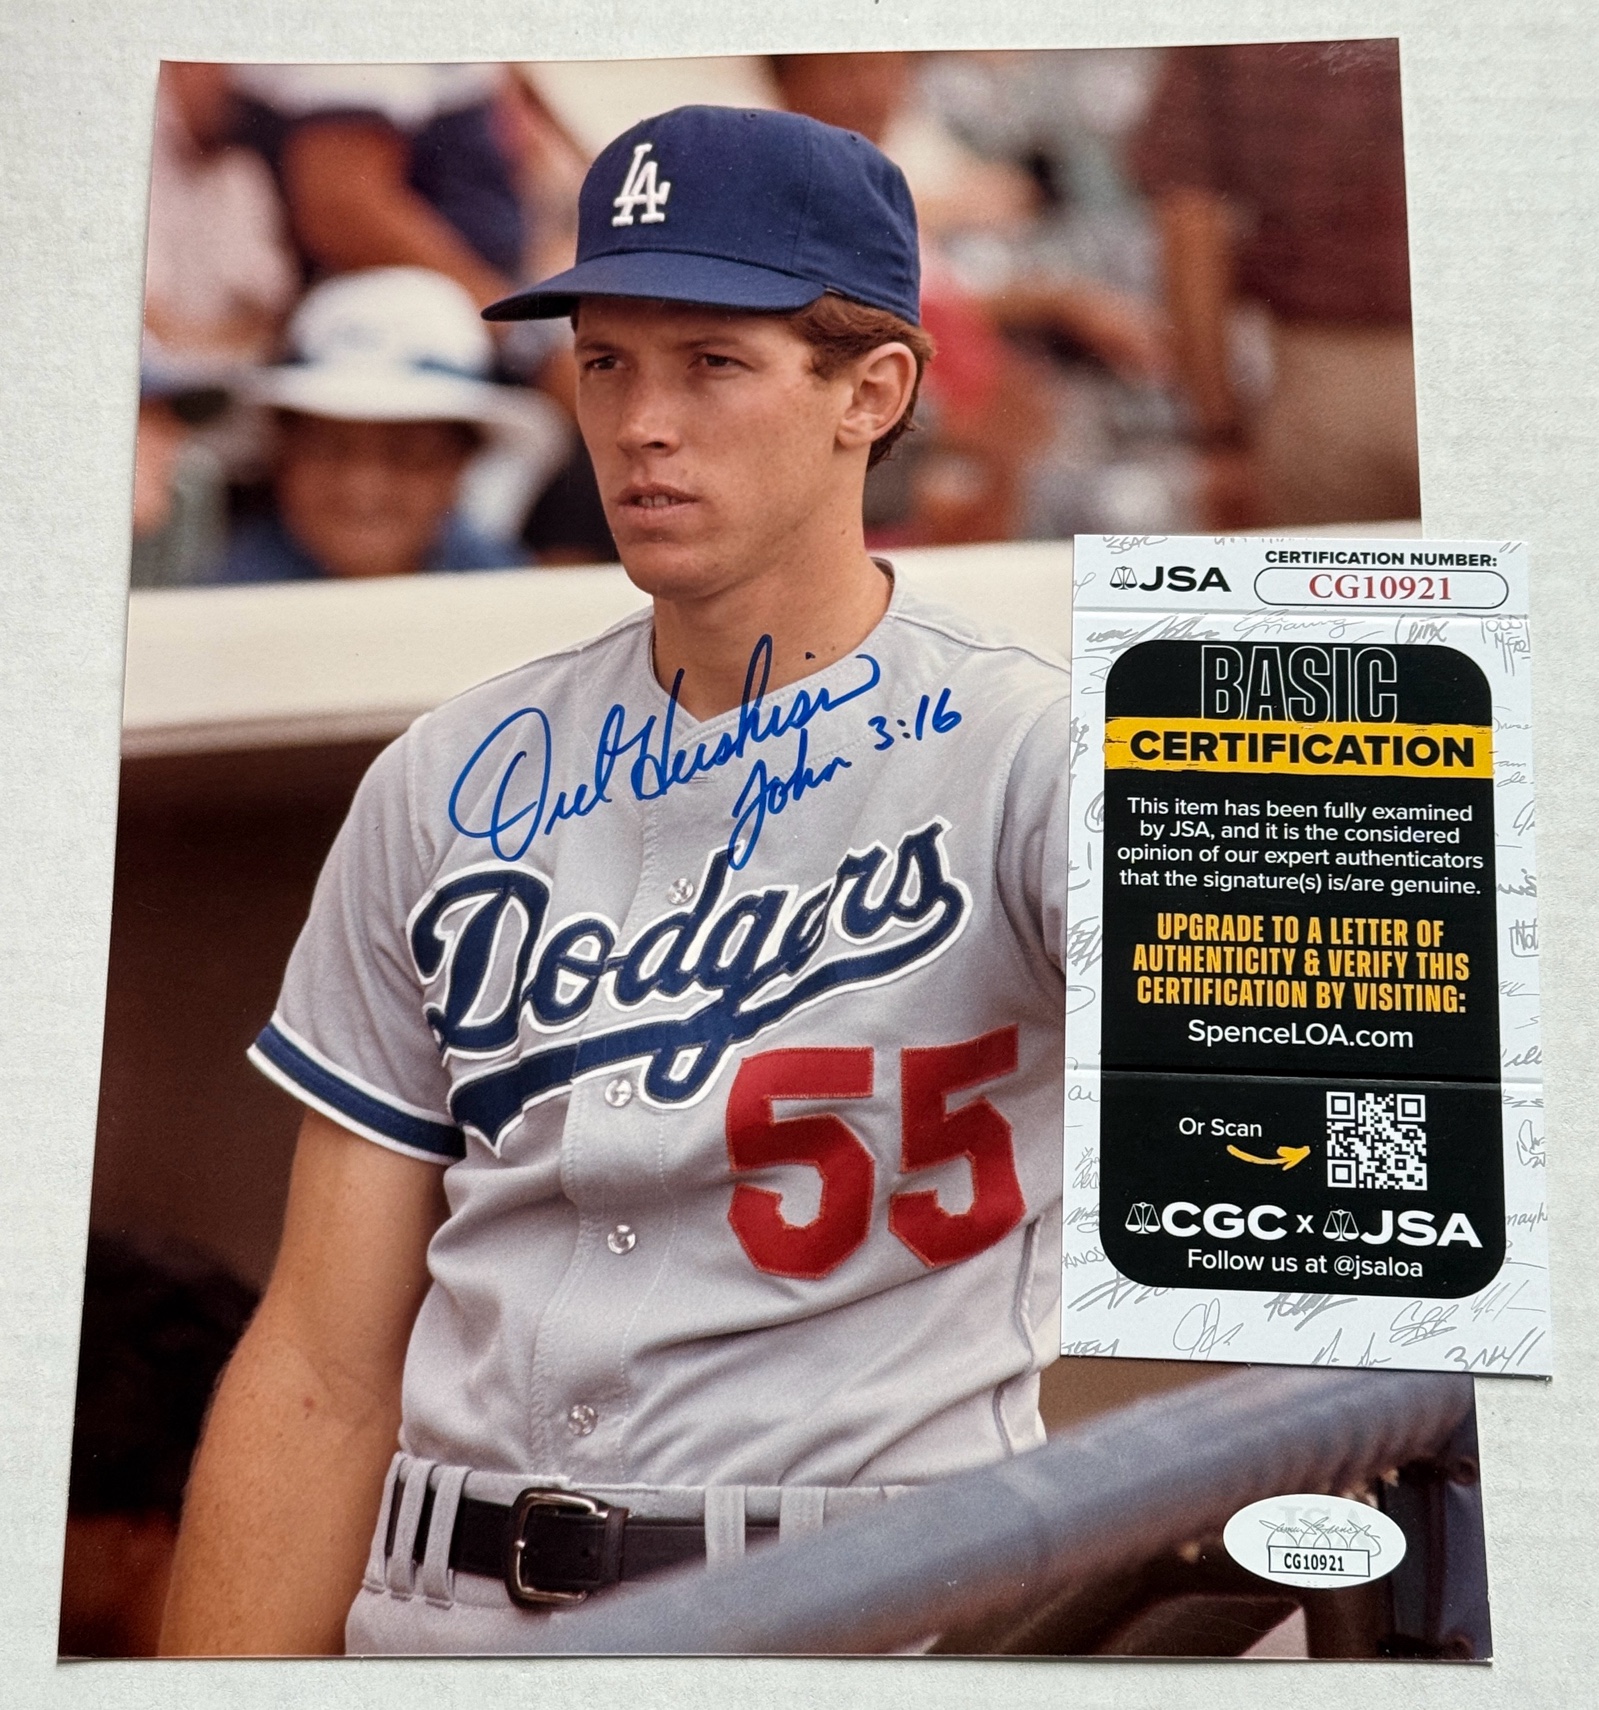 LA
Orel Hershiser
John 3:16
Dodgers
55
JSA
CERTIFICATION NUMBER:
CG10921
BASIC
CERTIFICATION
This item has been fully examined
by JSA, and it is the considered
opinion of our expert authenticators
that the signature(s) is/are genuine.
UPGRADE TO A LETTER OF
AUTHENTICITY & VERIFY THIS
CERTIFICATION BY VISITING:
SpenceLOA.com
Or Scan
CGC x JSA
Follow us at @jsaloa
CG10921